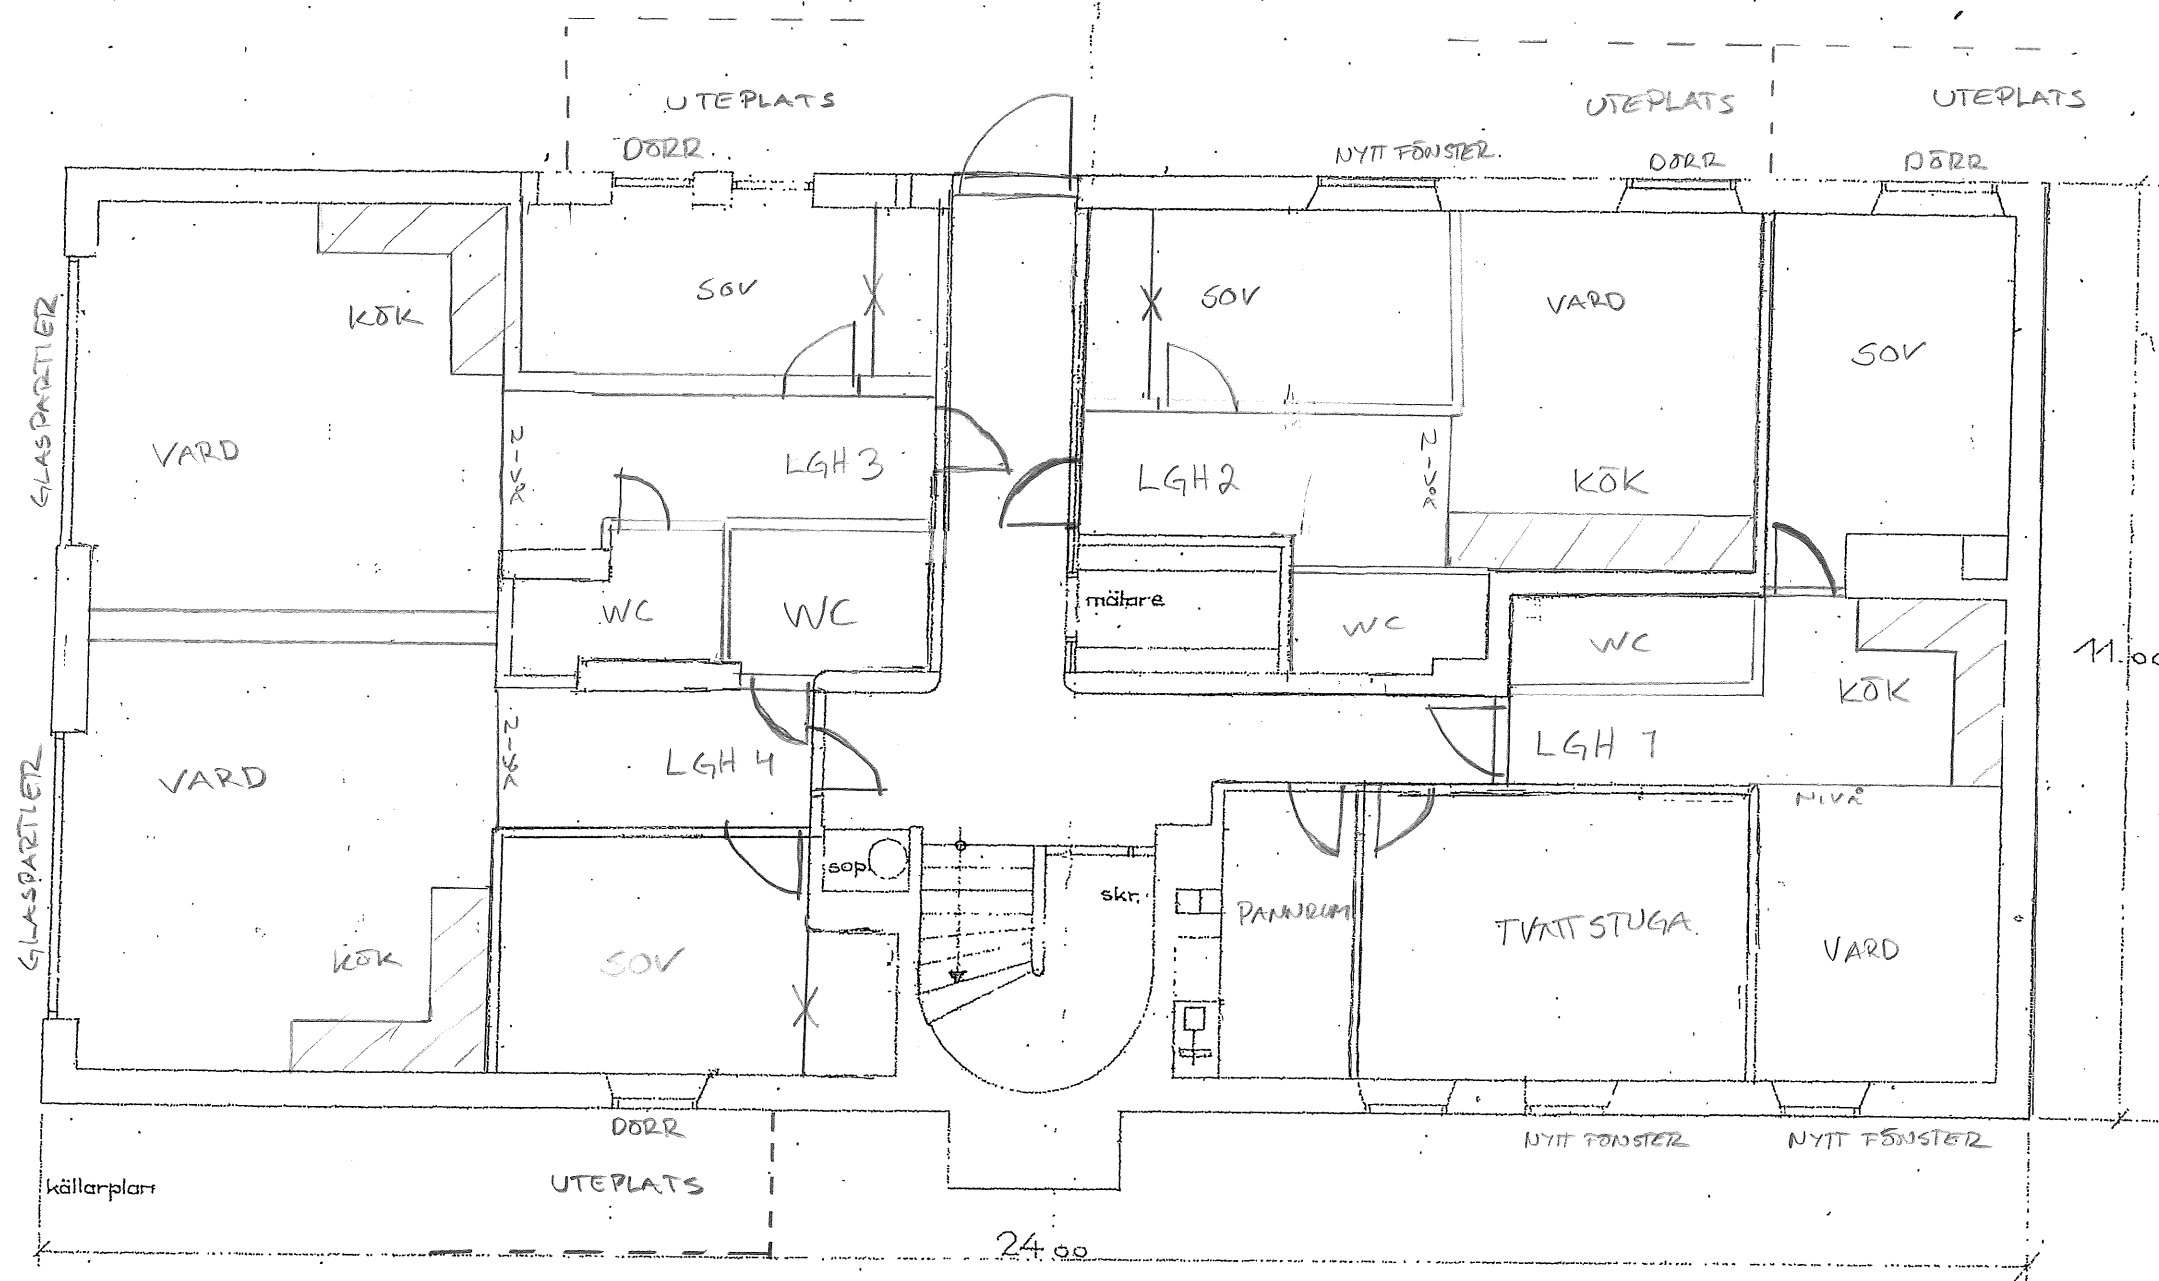 UTEPLATS
UTEPLATS
UTEPLATS
DÖRR
NYTT FÖNSTER.
DÖRR
DÖRR
SOV
SOV
VARD
KÖK
SOV
GLASPARTIER
VARD
NIVÅ
LGH 3
LGH 2
NIVÅ
KÖK
WC
WC
mätare
WC
WC
KÖK
11.00
NIVÅ
LGH 4
LGH 1
VARD
NIVÅ
GLASPARTIER
sop.
skr.
PANNRUM
TVÄTTSTUGA.
VARD
KÖK
SOV
DÖRR
NYTT FÖNSTER
NYTT FÖNSTER
källarplan
UTEPLATS
24.00